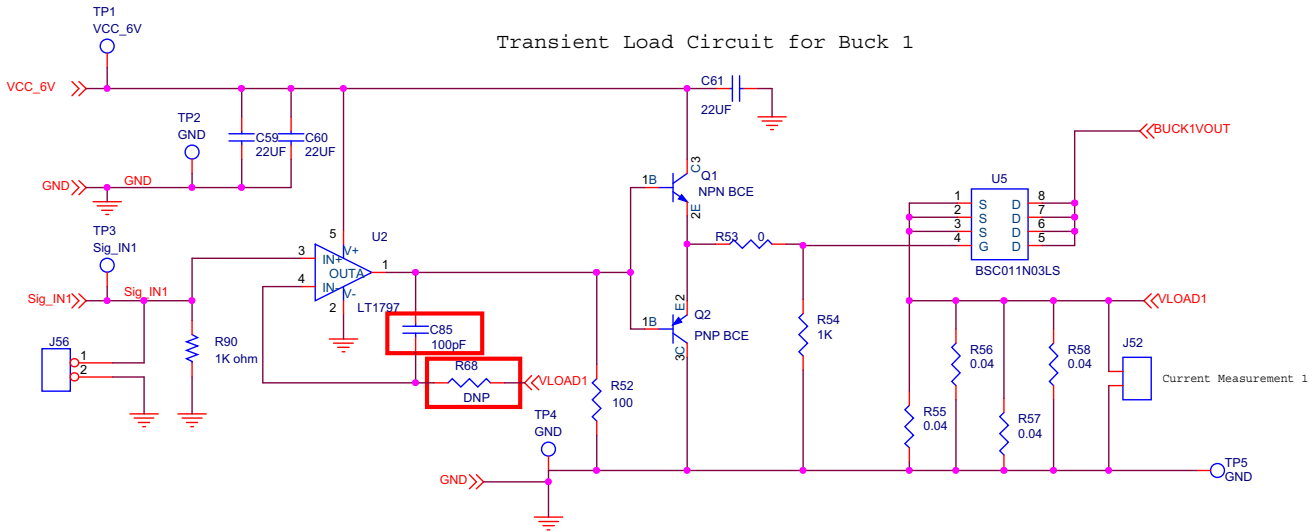 Transient Load Circuit for Buck 1
TP1
VCC_6V
VCC_6V
C61
22UF
TP2
GND
C59
22UF
C60
22UF
GND
GND
BUCK1VOUT
1B
C3
Q1
NPN BCE
2E
U5
1 S D 8
2 S D 7
3 S D 6
4 G D 5
BSC011N03LS
R53 0
TP3
Sig_IN1
Sig_IN1
Sig_IN1
5
V+
U2
3
IN+
OUTA
1
4
IN-
V-
2
LT1797
E2
Q2
1B
PNP BCE
3C
R54
1K
VLOAD1
C85
100pF
J56
1
2
R90
1K ohm
R68
DNP
VLOAD1
R52
100
R56
0.04
R58
0.04
J52
Current Measurement 1
R55
0.04
R57
0.04
TP4
GND
GND
TP5
GND